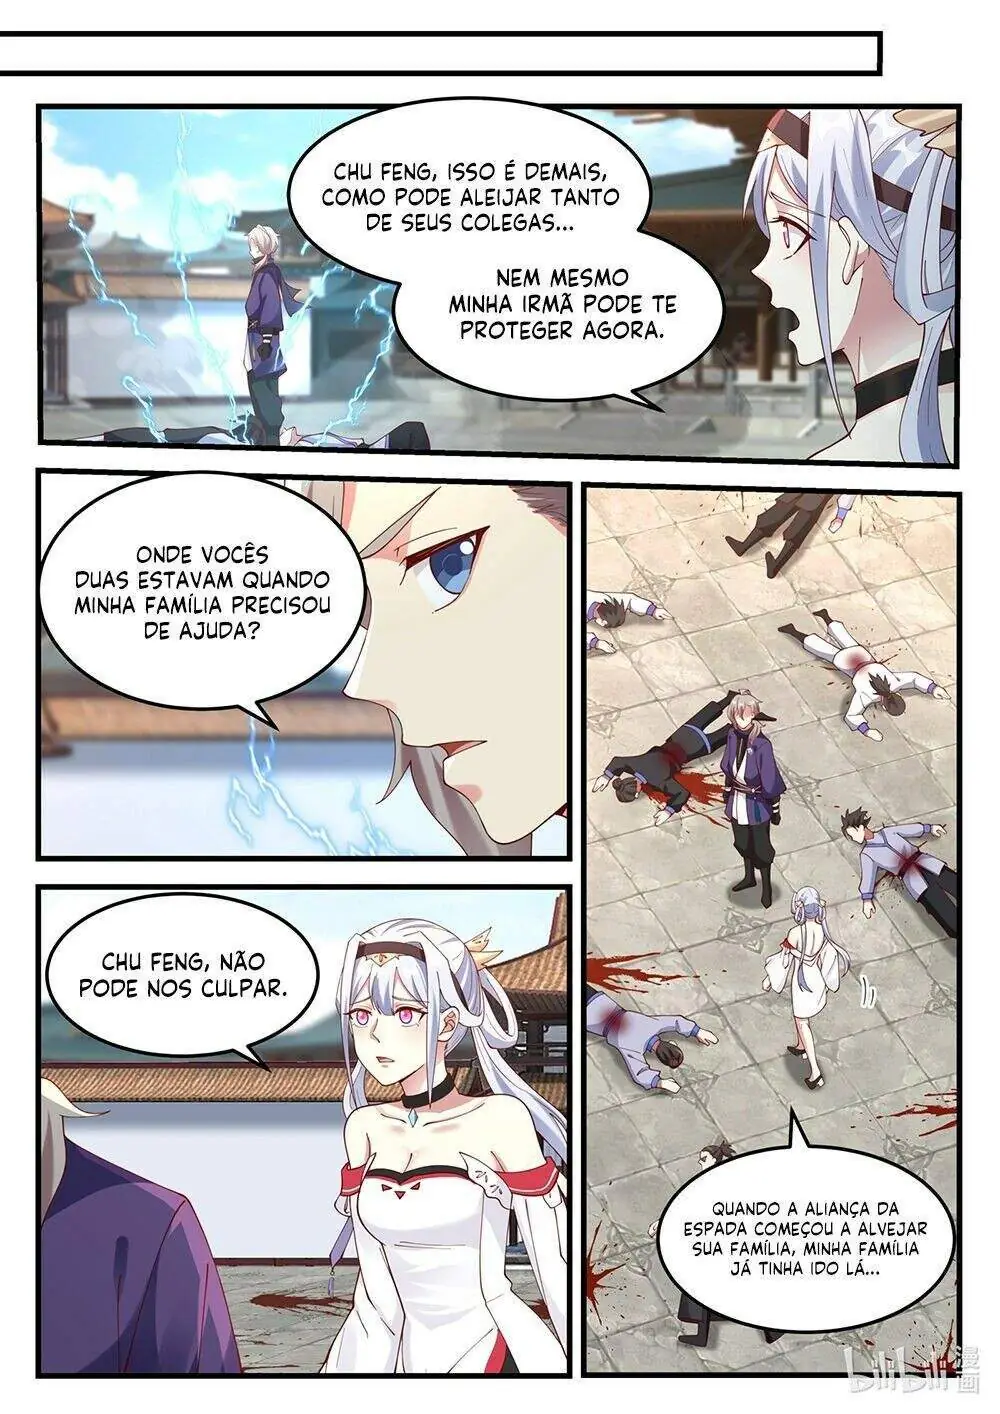 CHU FENG, ISSO É DEMAIS,
COMO PODE ALEIJAR TANTO
DE SEUS COLEGAS...
NEM MESMO
MINHA IRMÃ PODE TE
PROTEGER AGORA.
ONDE VOCÊS
DUAS ESTAVAM QUANDO
MINHA FAMÍLIA PRECISOU
DE AJUDA?
CHU FENG, NÃO
PODE NOS CULPAR.
QUANDO A ALIANÇA DA
ESPADA COMEÇOU A ALVEJAR
SUA FAMÍLIA, MINHA FAMÍLIA
JÁ TINHA IDO LÁ...
bilibili 漫画